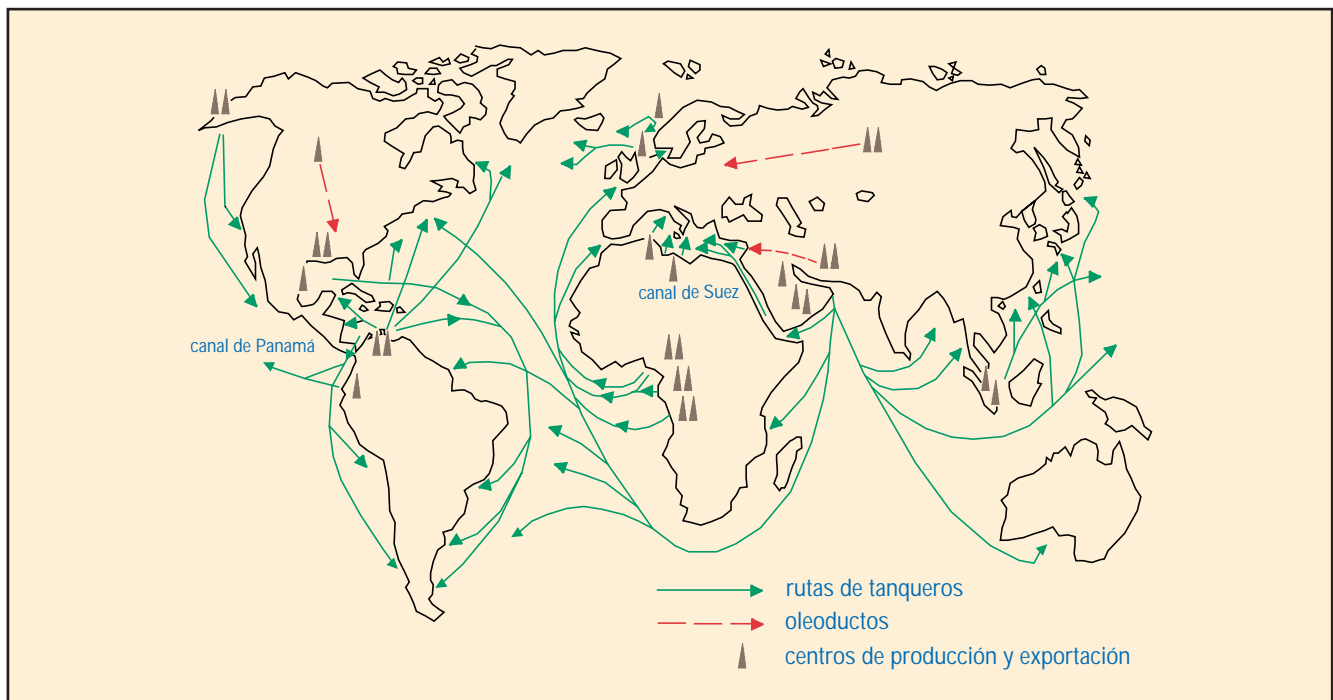 canal de Suez
canal de Panamá
rutas de tanqueros
oleoductos
centros de producción y exportación